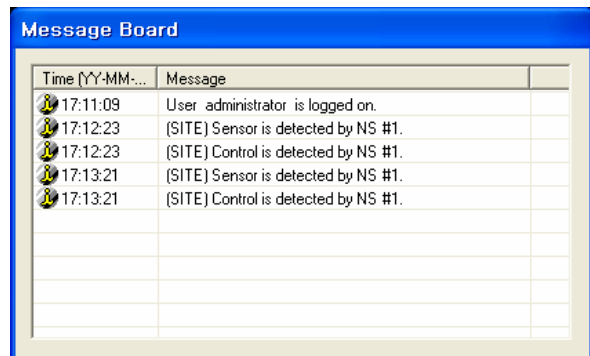 Message Board
Time (YY-MM-... Message
17:11:09 User administrator is logged on.
17:12:23 (SITE) Sensor is detected by NS #1.
17:12:23 (SITE) Control is detected by NS #1.
17:13:21 (SITE) Sensor is detected by NS #1.
17:13:21 (SITE) Control is detected by NS #1.